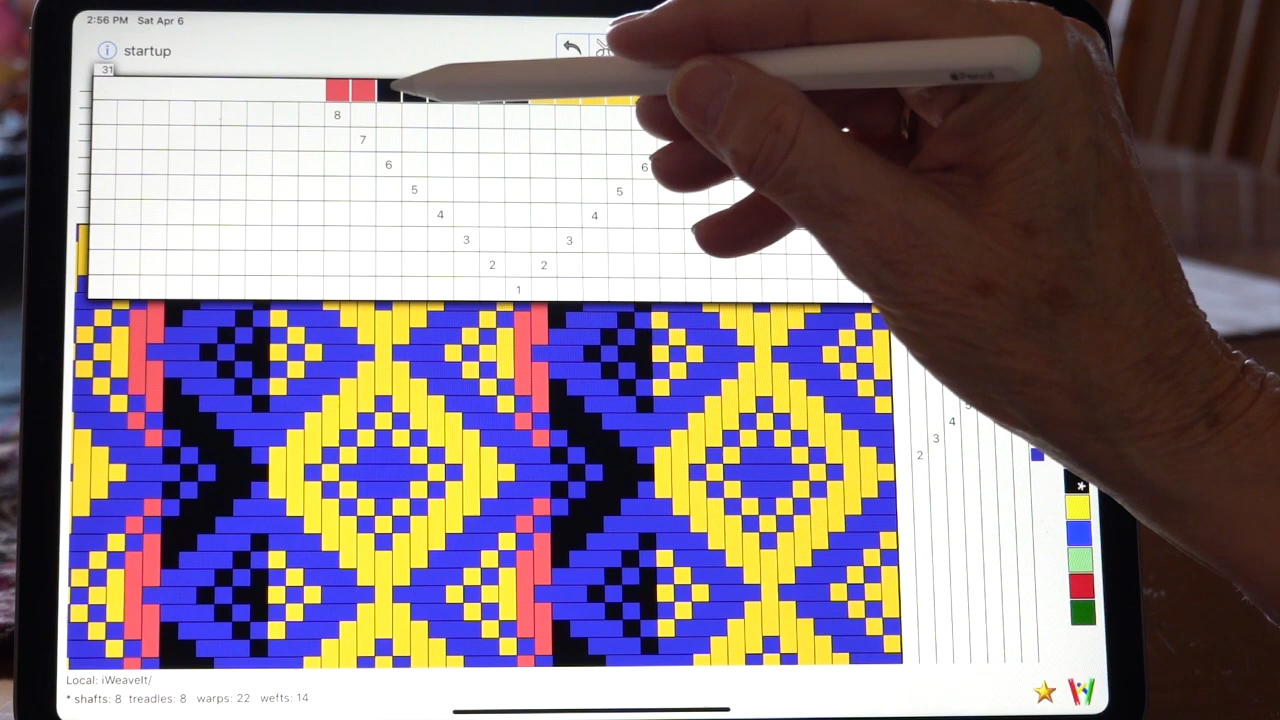 2:56 PM Sat Apr 6
startup
31
8
7
6 6
5 5
4 4
3 3
2 2
1
4
3
2
*
Local: iWeaveIt/
* shafts: 8 treadles: 8 warps: 22 wefts: 14
Pencil